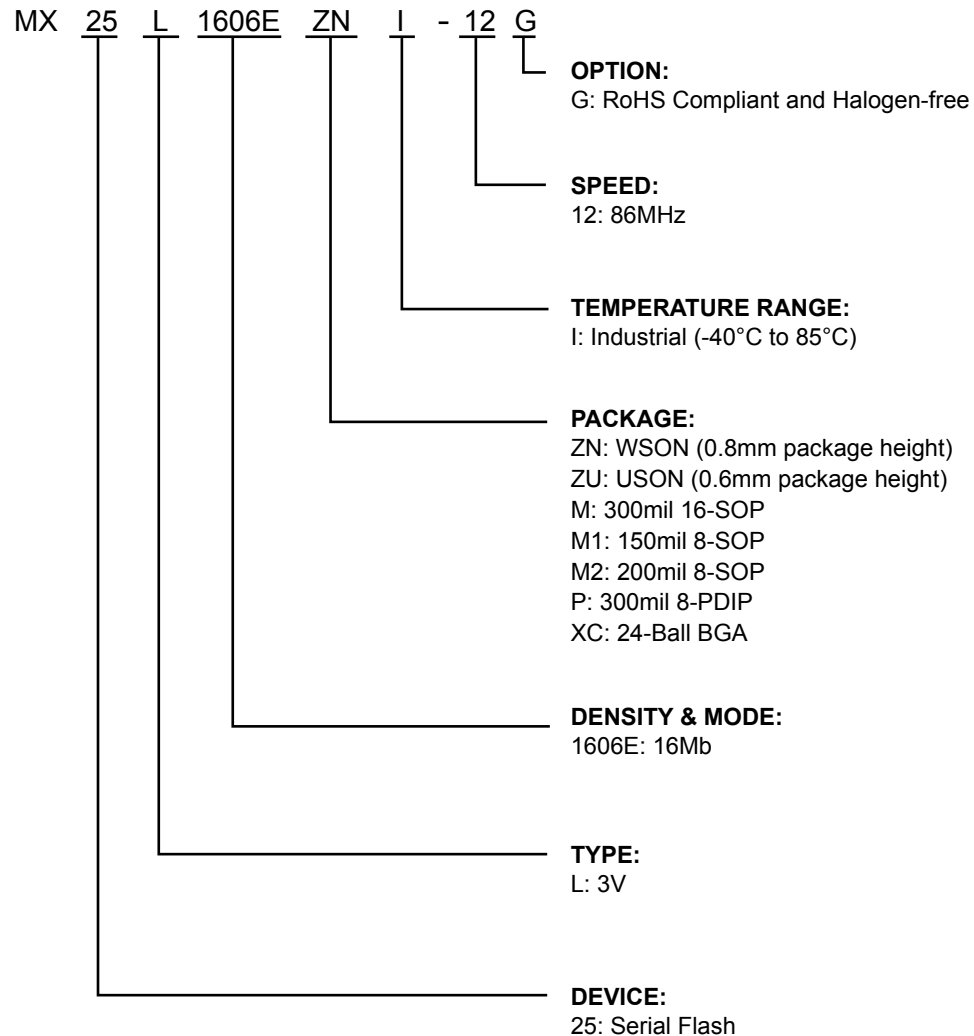 MX 25 L 1606E ZN I - 12 G
OPTION:
G: RoHS Compliant and Halogen-free
SPEED:
12: 86MHz
TEMPERATURE RANGE:
I: Industrial (-40°C to 85°C)
PACKAGE:
ZN: WSON (0.8mm package height)
ZU: USON (0.6mm package height)
M: 300mil 16-SOP
M1: 150mil 8-SOP
M2: 200mil 8-SOP
P: 300mil 8-PDIP
XC: 24-Ball BGA
DENSITY & MODE:
1606E: 16Mb
TYPE:
L: 3V
DEVICE:
25: Serial Flash